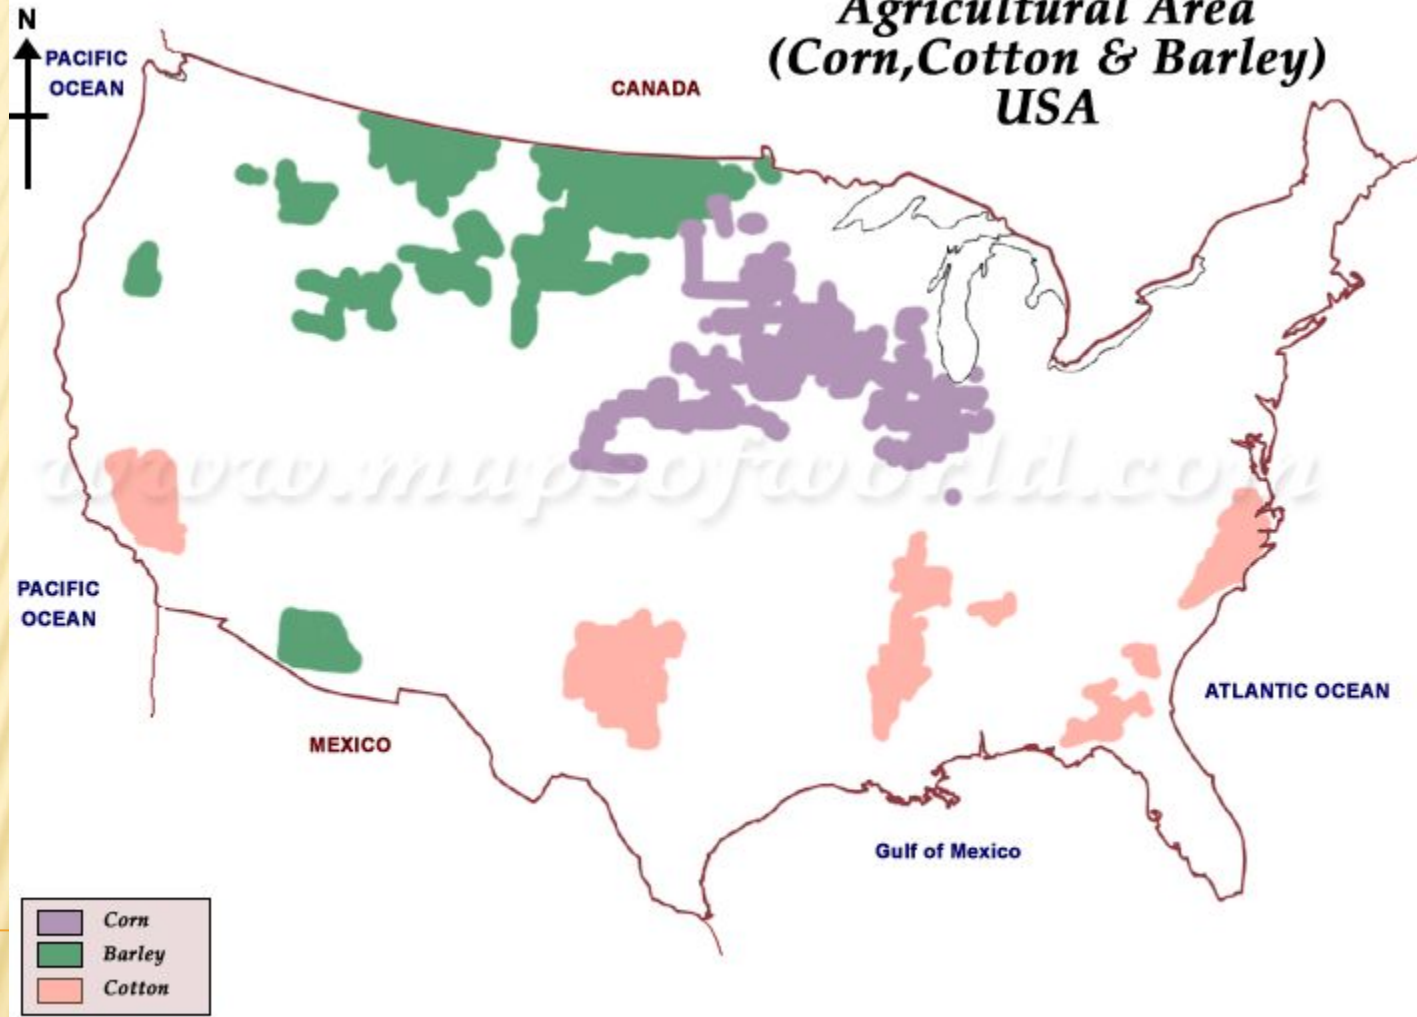 N
Agricultural Area
(Corn,Cotton & Barley)
USA
PACIFIC
OCEAN
CANADA
www.mapsofworld.com
PACIFIC
OCEAN
ATLANTIC OCEAN
MEXICO
Gulf of Mexico
Corn
Barley
Cotton